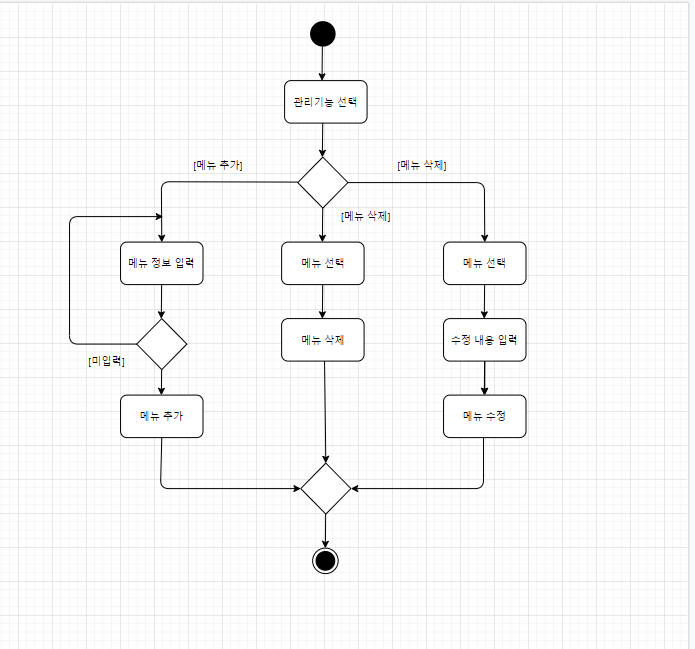 관리기능 선택
[메뉴 추가]
[메뉴 삭제]
[메뉴 삭제]
메뉴 정보 입력
메뉴 선택
메뉴 선택
메뉴 삭제
수정 내용 입력
[미입력]
메뉴 추가
메뉴 수정